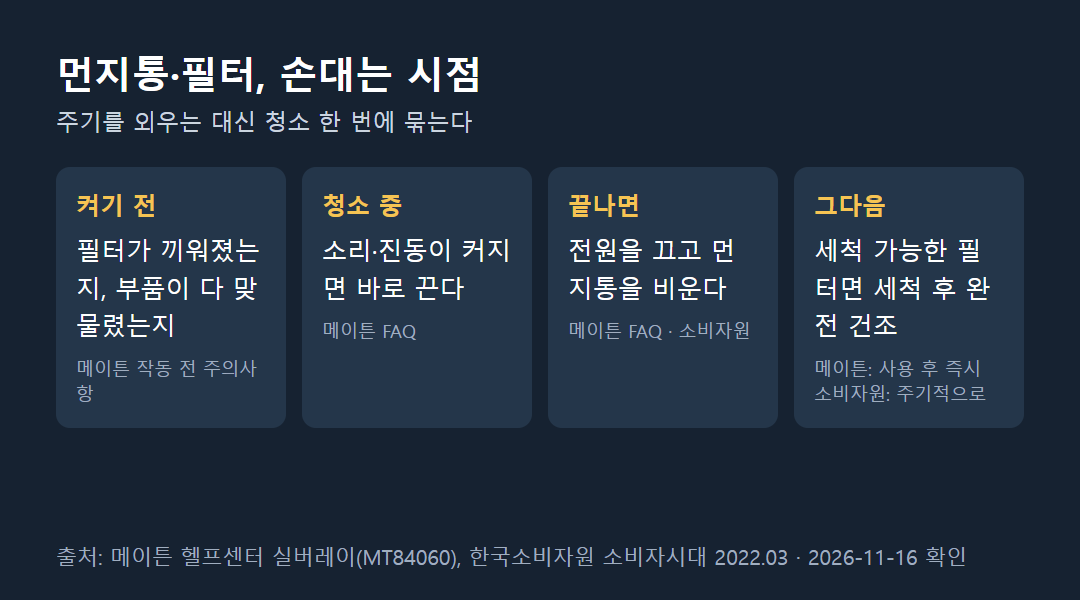 먼지통·필터, 손대는 시점
주기를 외우는 대신 청소 한 번에 묶는다
켜기 전
필터가 끼워졌는
지, 부품이 다 맞
물렸는지
메이튼 작동 전 주의사
항
청소 중
소리·진동이 커지
면 바로 끈다
메이튼 FAQ
끝나면
전원을 끄고 먼
지통을 비운다
메이튼 FAQ · 소비자원
그다음
세척 가능한 필
터면 세척 후 완
전 건조
메이튼: 사용 후 즉시
소비자원: 주기적으로
출처: 메이튼 헬프센터 실버레이(MT84060), 한국소비자원 소비자시대 2022.03 · 2026-11-16 확인